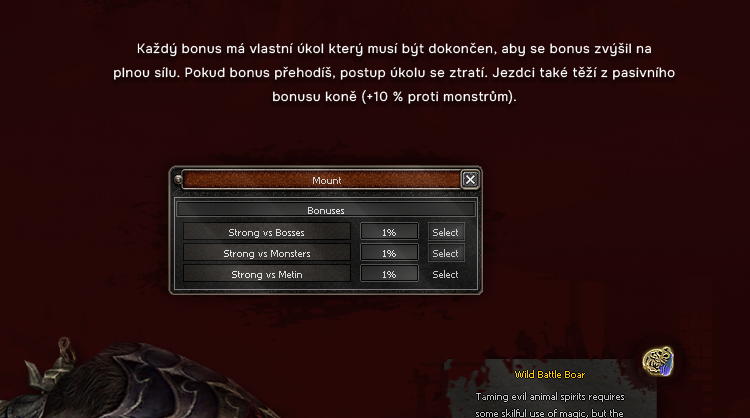 Každý bonus má vlastní úkol který musí být dokončen, aby se bonus zvýšil na
plnou sílu. Pokud bonus přehodíš, postup úkolu se ztratí. Jezdci také těží z pasivního
bonusu koně (+10 % proti monstrům).
Mount
Bonuses
Strong vs Bosses 1% Select
Strong vs Monsters 1% Select
Strong vs Metin 1% Select
Wild Battle Boar
Taming evil animal spirits requires
some skilful use of magic, but the